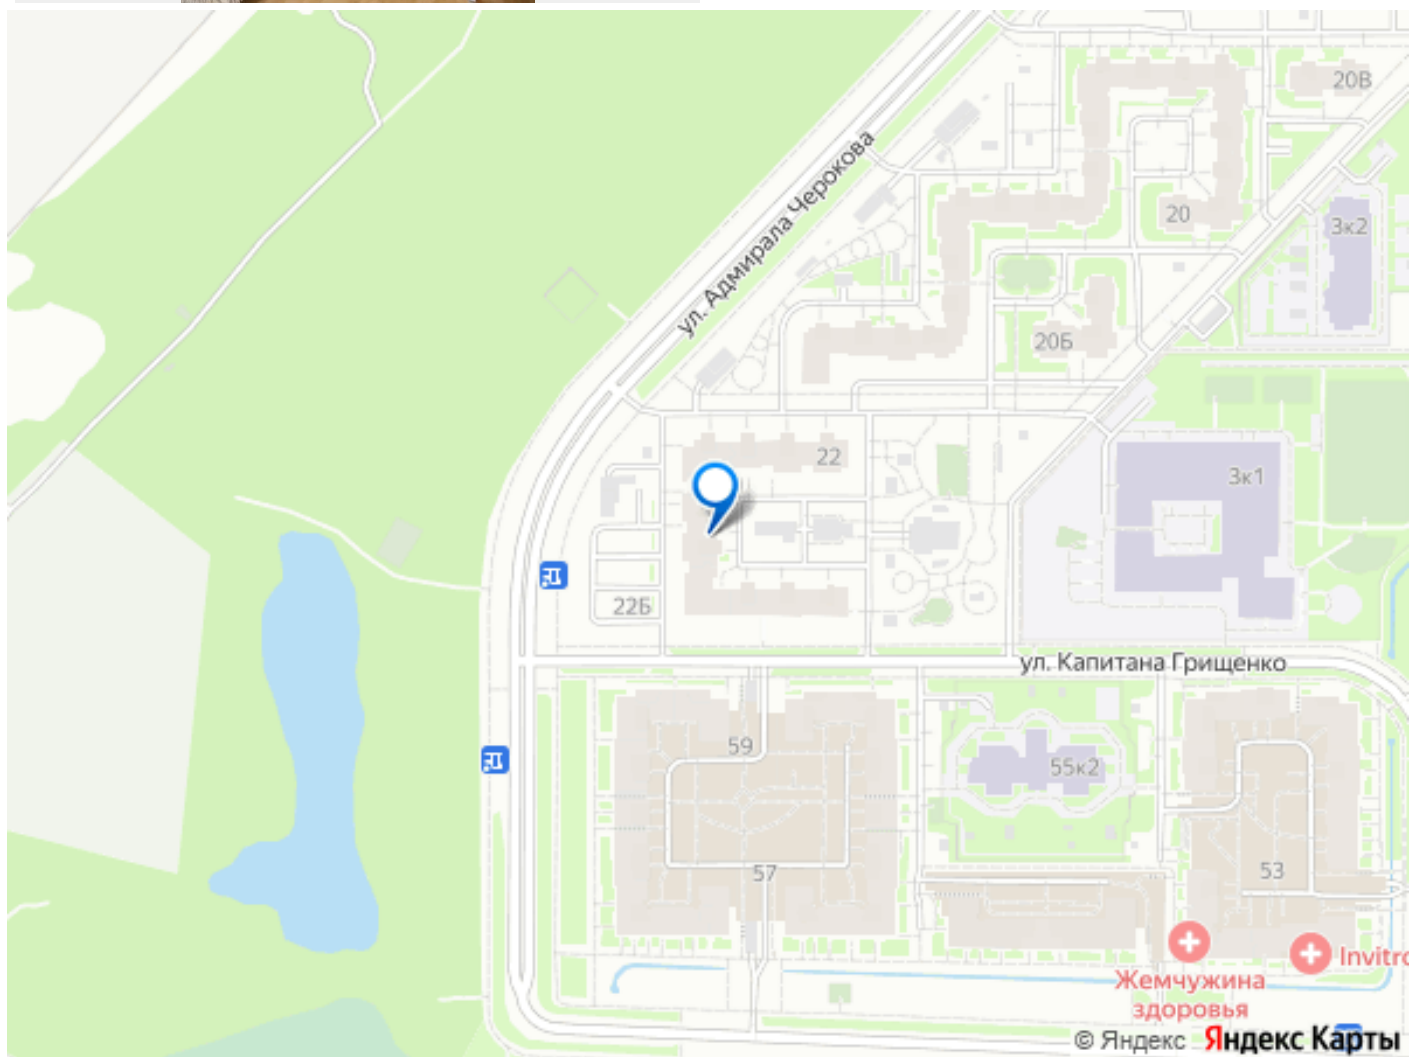 20В
ул. Адмирала Черокова
20
3к2
20Б
22
3к1
22Б
ул. Капитана Грищенко
59
55к2
57
53
Invitro
Жемчужина
здоровья
© Яндекс Яндекс Карты